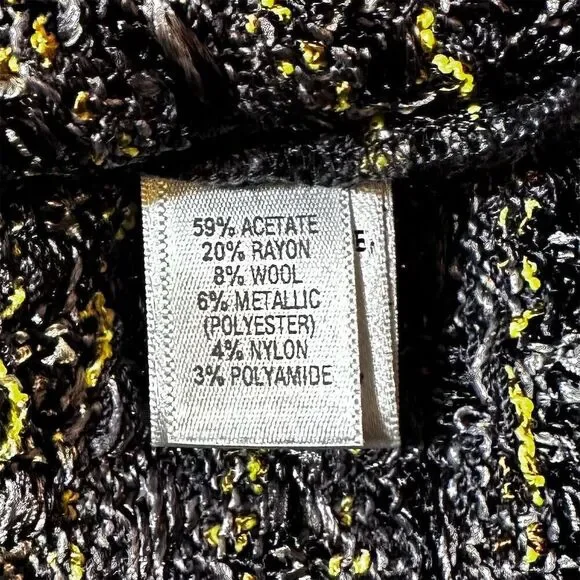 59% ACETATE
20% RAYON
8% WOOL
6% METALLIC
(POLYESTER)
4% NYLON
3% POLYAMIDE